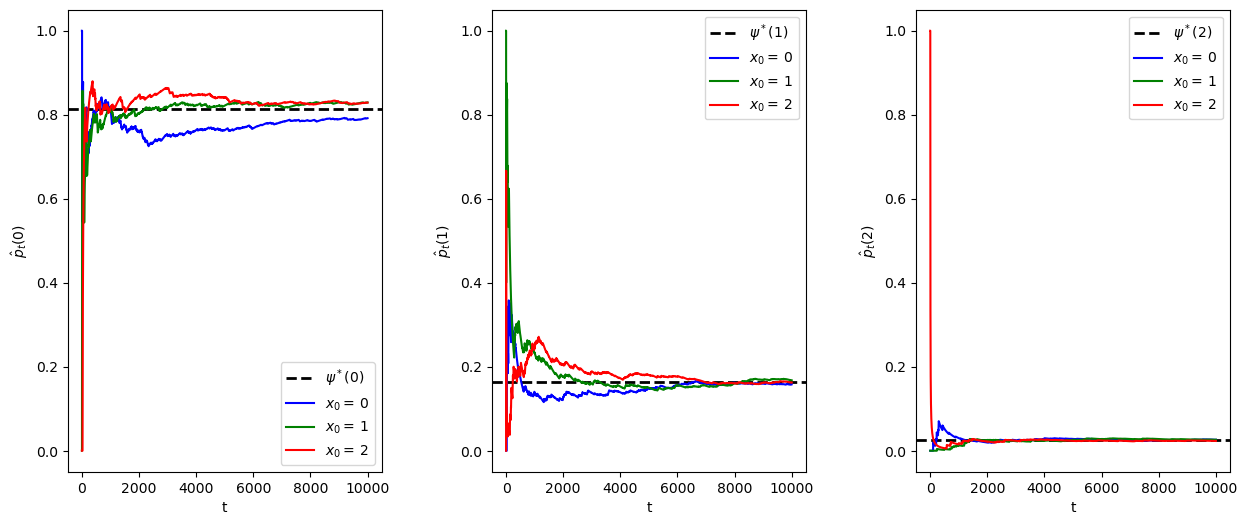 1.0
0.8
0.6
0.4
0.2
0.0
p̂ₜ(0)
0 2000 4000 6000 8000 10000
t
ψ*(0)
x₀ = 0
x₀ = 1
x₀ = 2
1.0
0.8
0.6
0.4
0.2
0.0
p̂ₜ(1)
0 2000 4000 6000 8000 10000
t
ψ*(1)
x₀ = 0
x₀ = 1
x₀ = 2
1.0
0.8
0.6
0.4
0.2
0.0
p̂ₜ(2)
0 2000 4000 6000 8000 10000
t
ψ*(2)
x₀ = 0
x₀ = 1
x₀ = 2